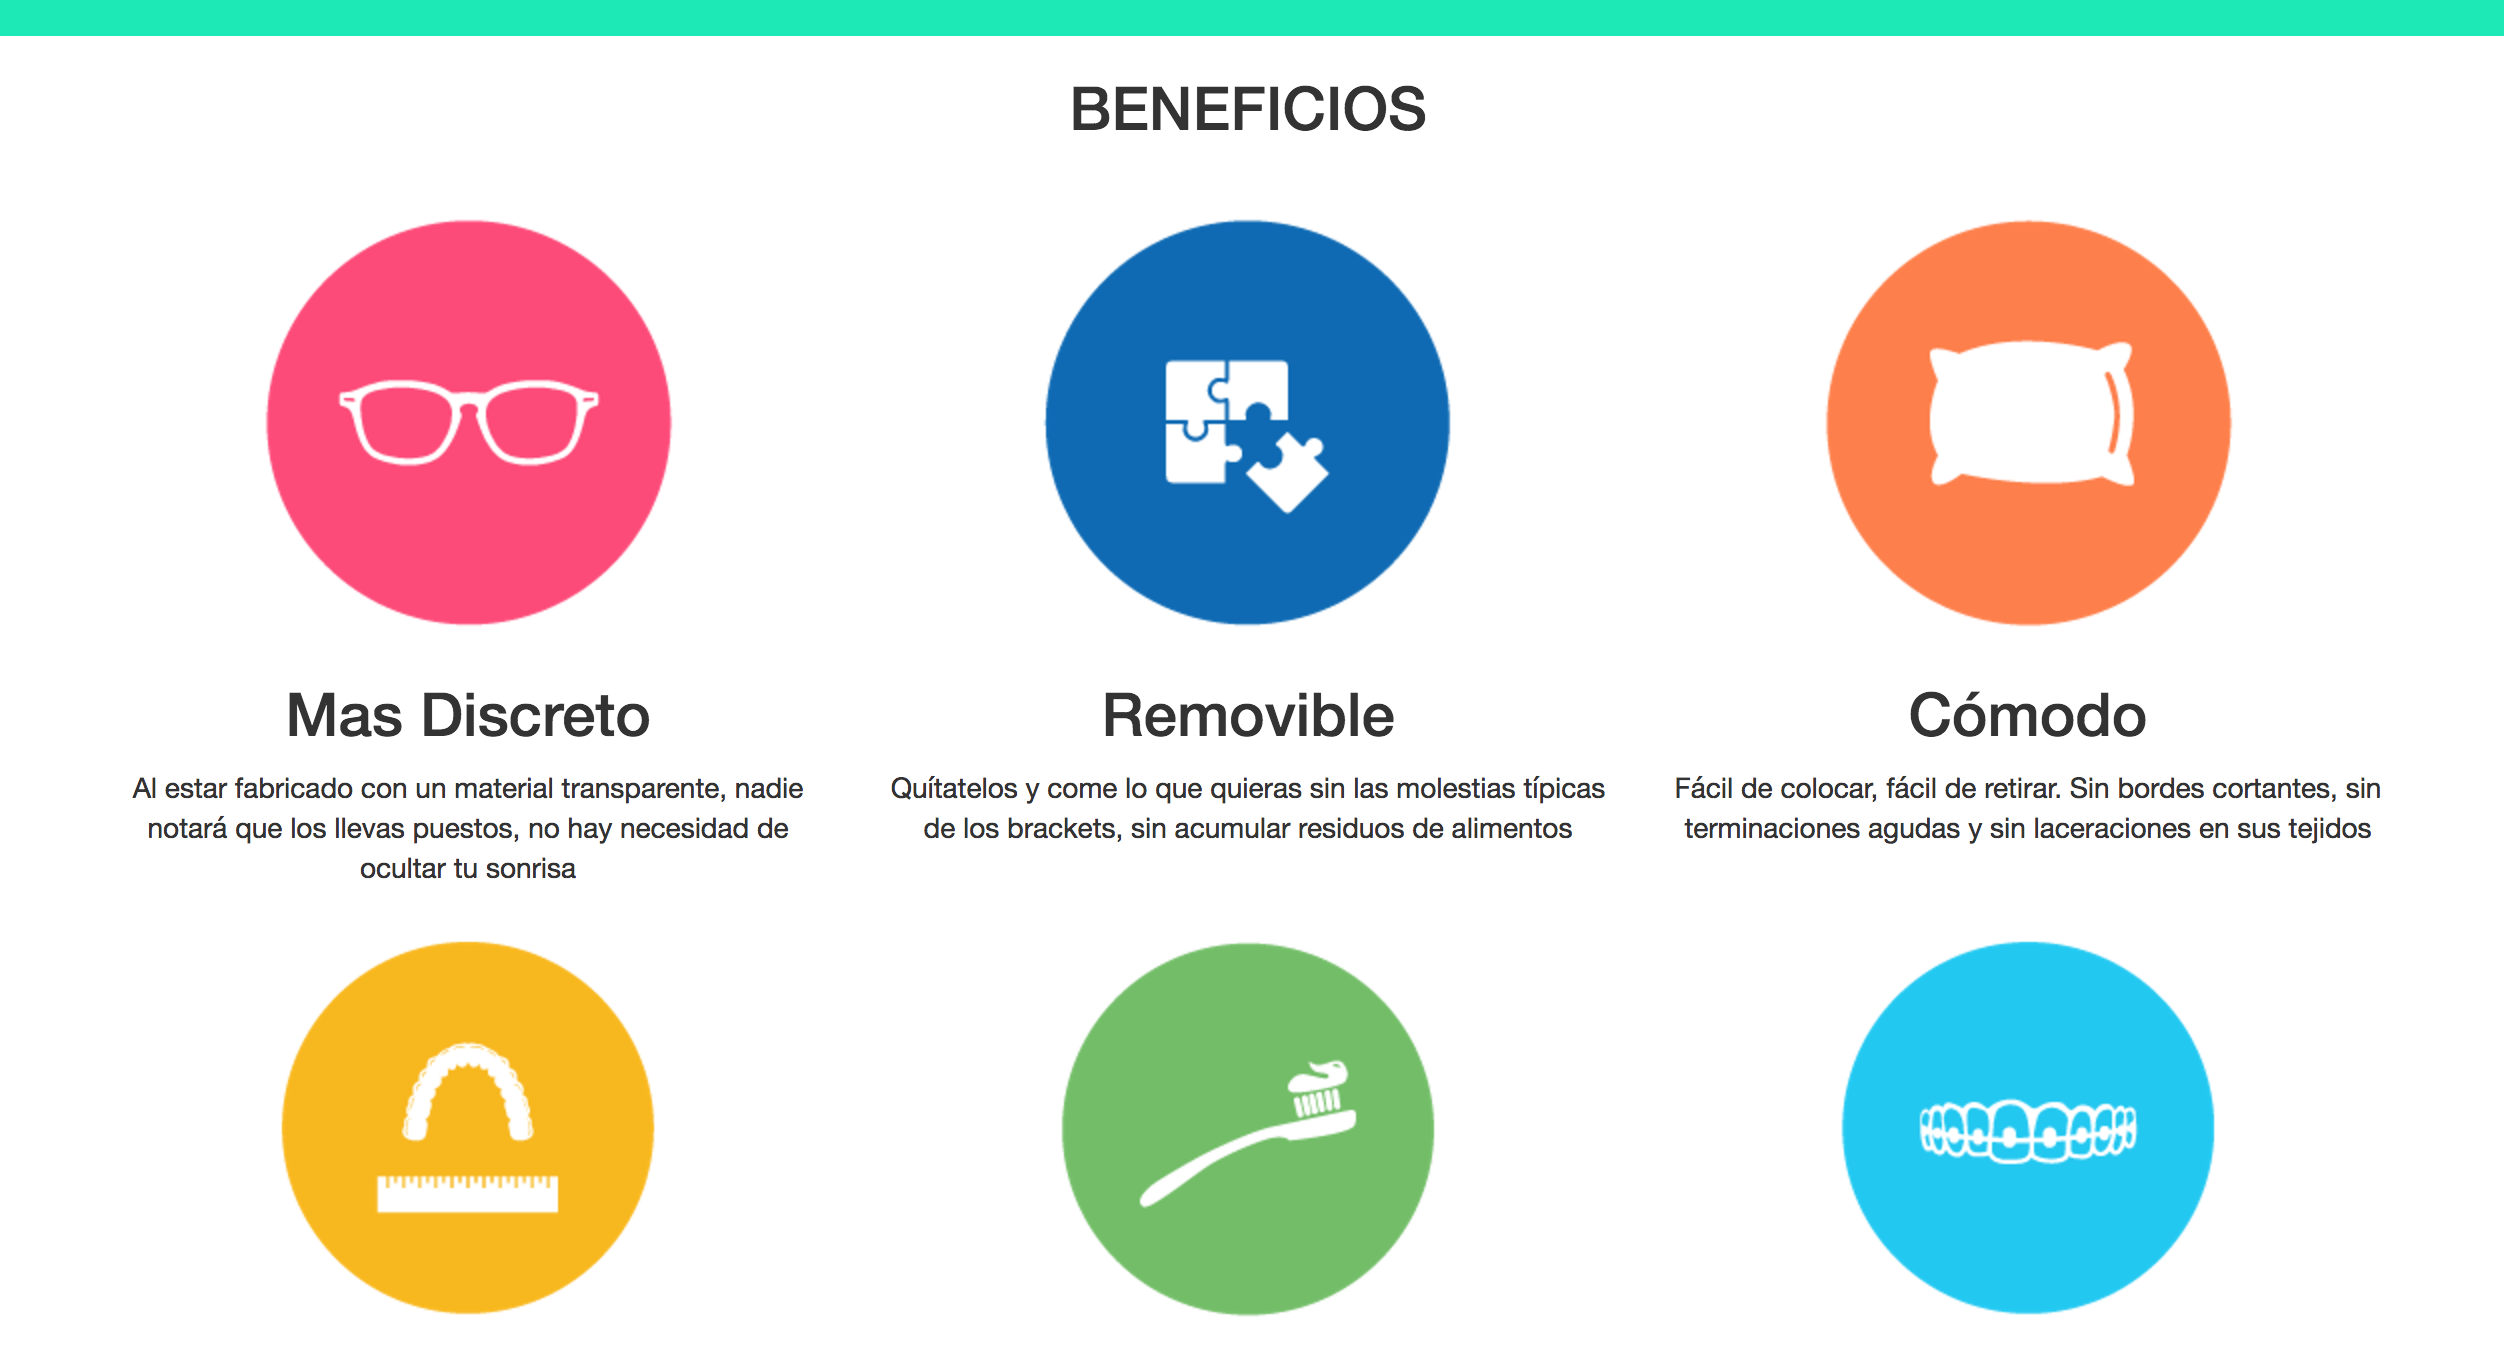 BENEFICIOS
Mas Discreto
Al estar fabricado con un material transparente, nadie
notará que los llevas puestos, no hay necesidad de
ocultar tu sonrisa
Removible
Quítatelos y come lo que quieras sin las molestias típicas
de los brackets, sin acumular residuos de alimentos
Cómodo
Fácil de colocar, fácil de retirar. Sin bordes cortantes, sin
terminaciones agudas y sin laceraciones en sus tejidos